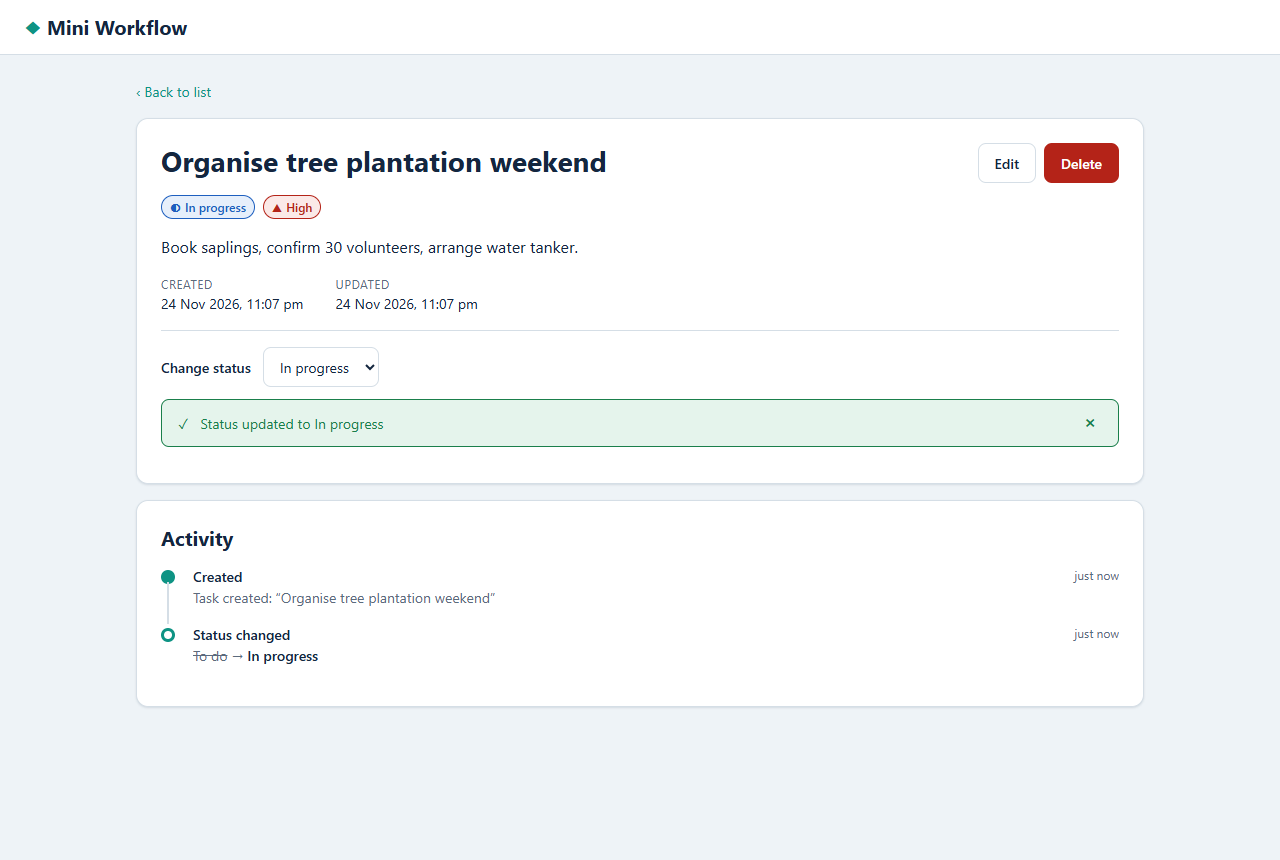 Mini Workflow
‹ Back to list
Organise tree plantation weekend
Edit
Delete
In progress
High
Book saplings, confirm 30 volunteers, arrange water tanker.
CREATED
UPDATED
24 Nov 2026, 11:07 pm
24 Nov 2026, 11:07 pm
Change status
In progress
✓ Status updated to In progress
×
Activity
Created
just now
Task created: “Organise tree plantation weekend”
Status changed
just now
To do → In progress